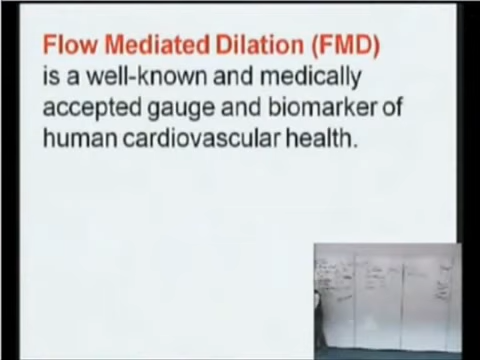 Flow Mediated Dilation (FMD)
is a well-known and medically
accepted gauge and biomarker of
human cardiovascular health.